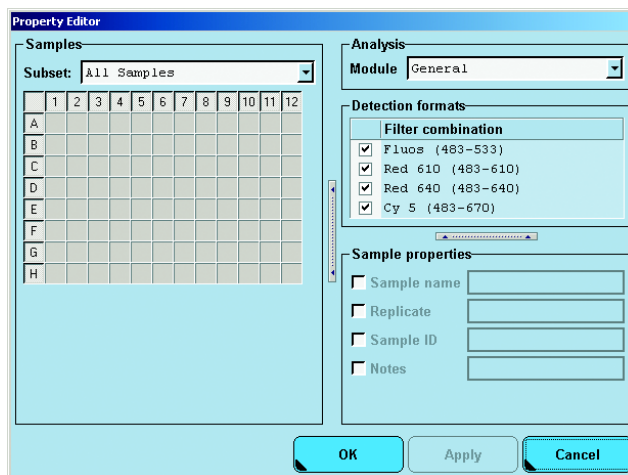 Property Editor
Samples
Subset: All Samples
1 2 3 4 5 6 7 8 9 10 11 12
A
B
C
D
E
F
G
H
Analysis
Module General
Detection formats
Filter combination
Fluos (483-533)
Red 610 (483-610)
Red 640 (483-640)
Cy 5 (483-670)
Sample properties
Sample name
Replicate
Sample ID
Notes
OK Apply Cancel